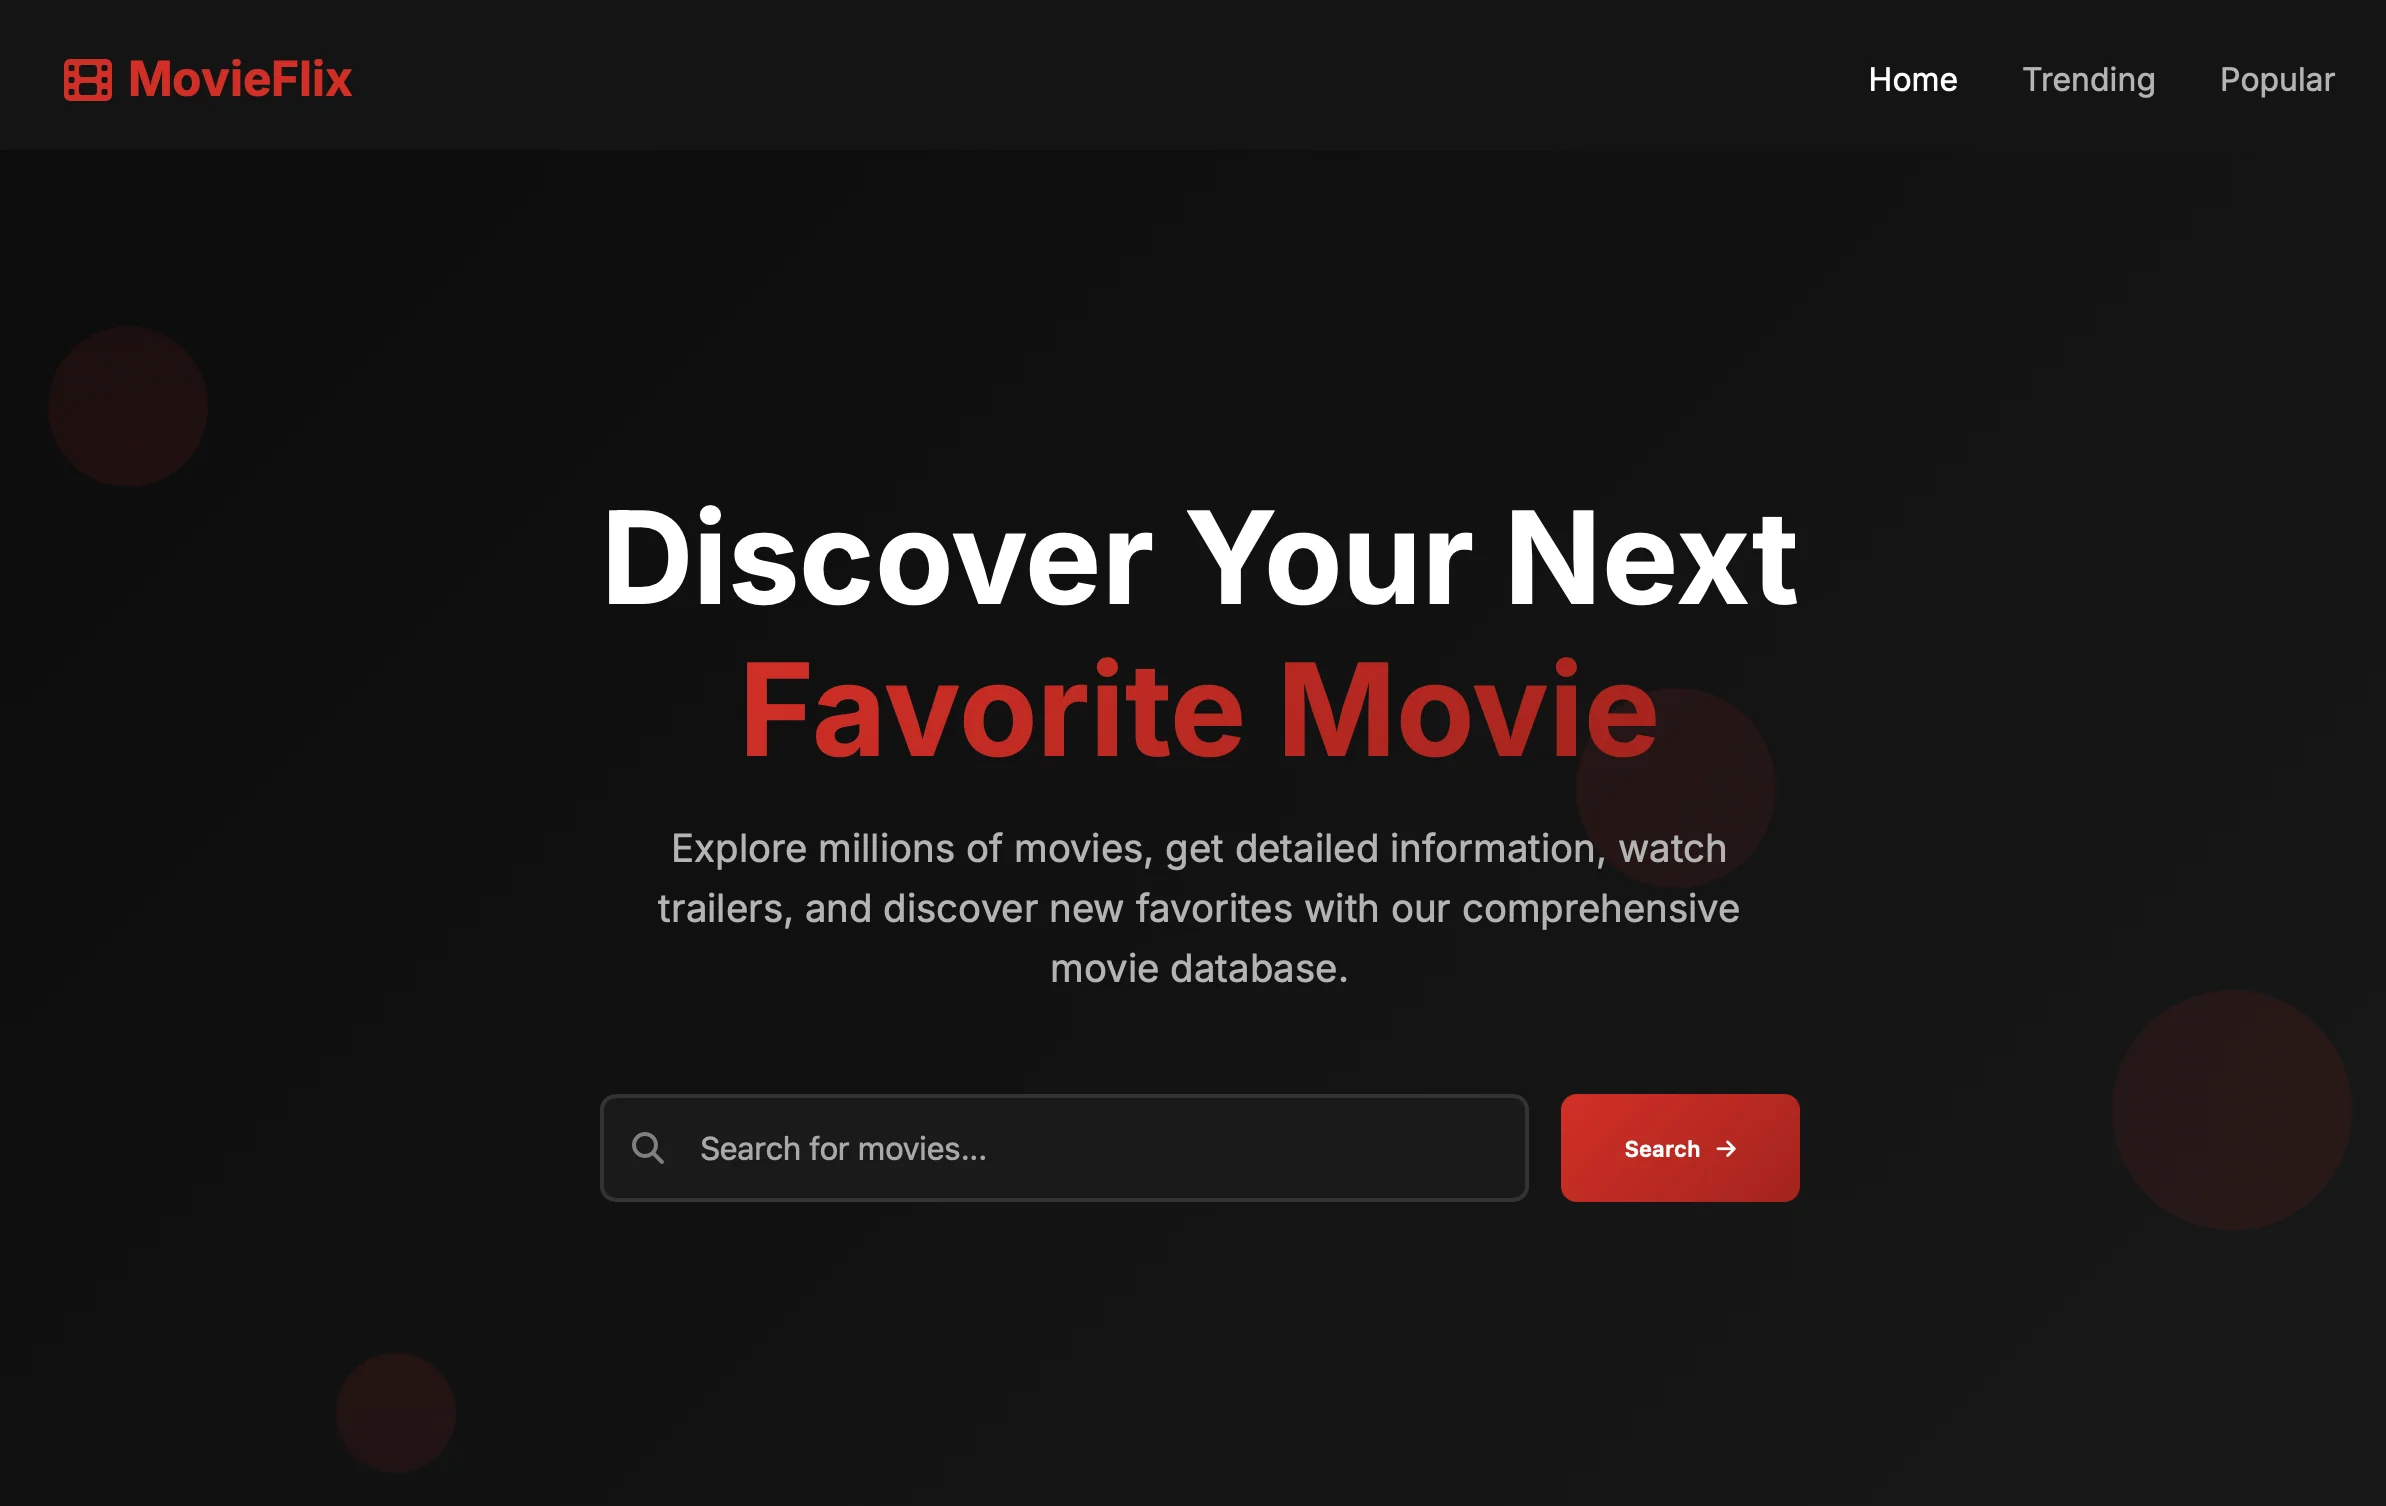 MovieFlix
Home Trending Popular
Discover Your Next
Favorite Movie
Explore millions of movies, get detailed information, watch
trailers, and discover new favorites with our comprehensive
movie database.
Search for movies...
Search →